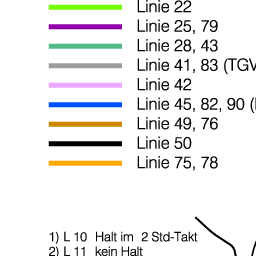 Linie 22
Linie 25, 79
Linie 28, 43
Linie 41, 83 (TGV
Linie 42
Linie 45, 82, 90 (
Linie 49, 76
Linie 50
Linie 75, 78
1) L 10 Halt im 2 Std-Takt
2) L 11 kein Halt